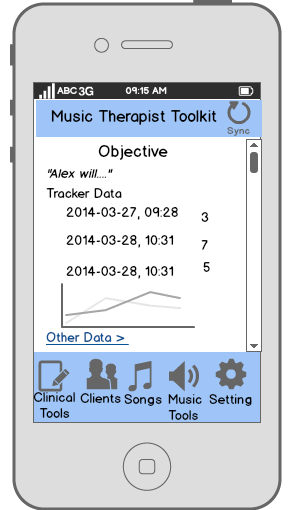 ABC 3G 09:15 AM
Music Therapist Toolkit
Sync
Objective
"Alex will...."
Tracker Data
2014-03-27, 09:28 3
2014-03-28, 10:31 7
2014-03-28, 10:31 5
Other Data >
Clinical Tools
Clients
Songs
Music Tools
Setting